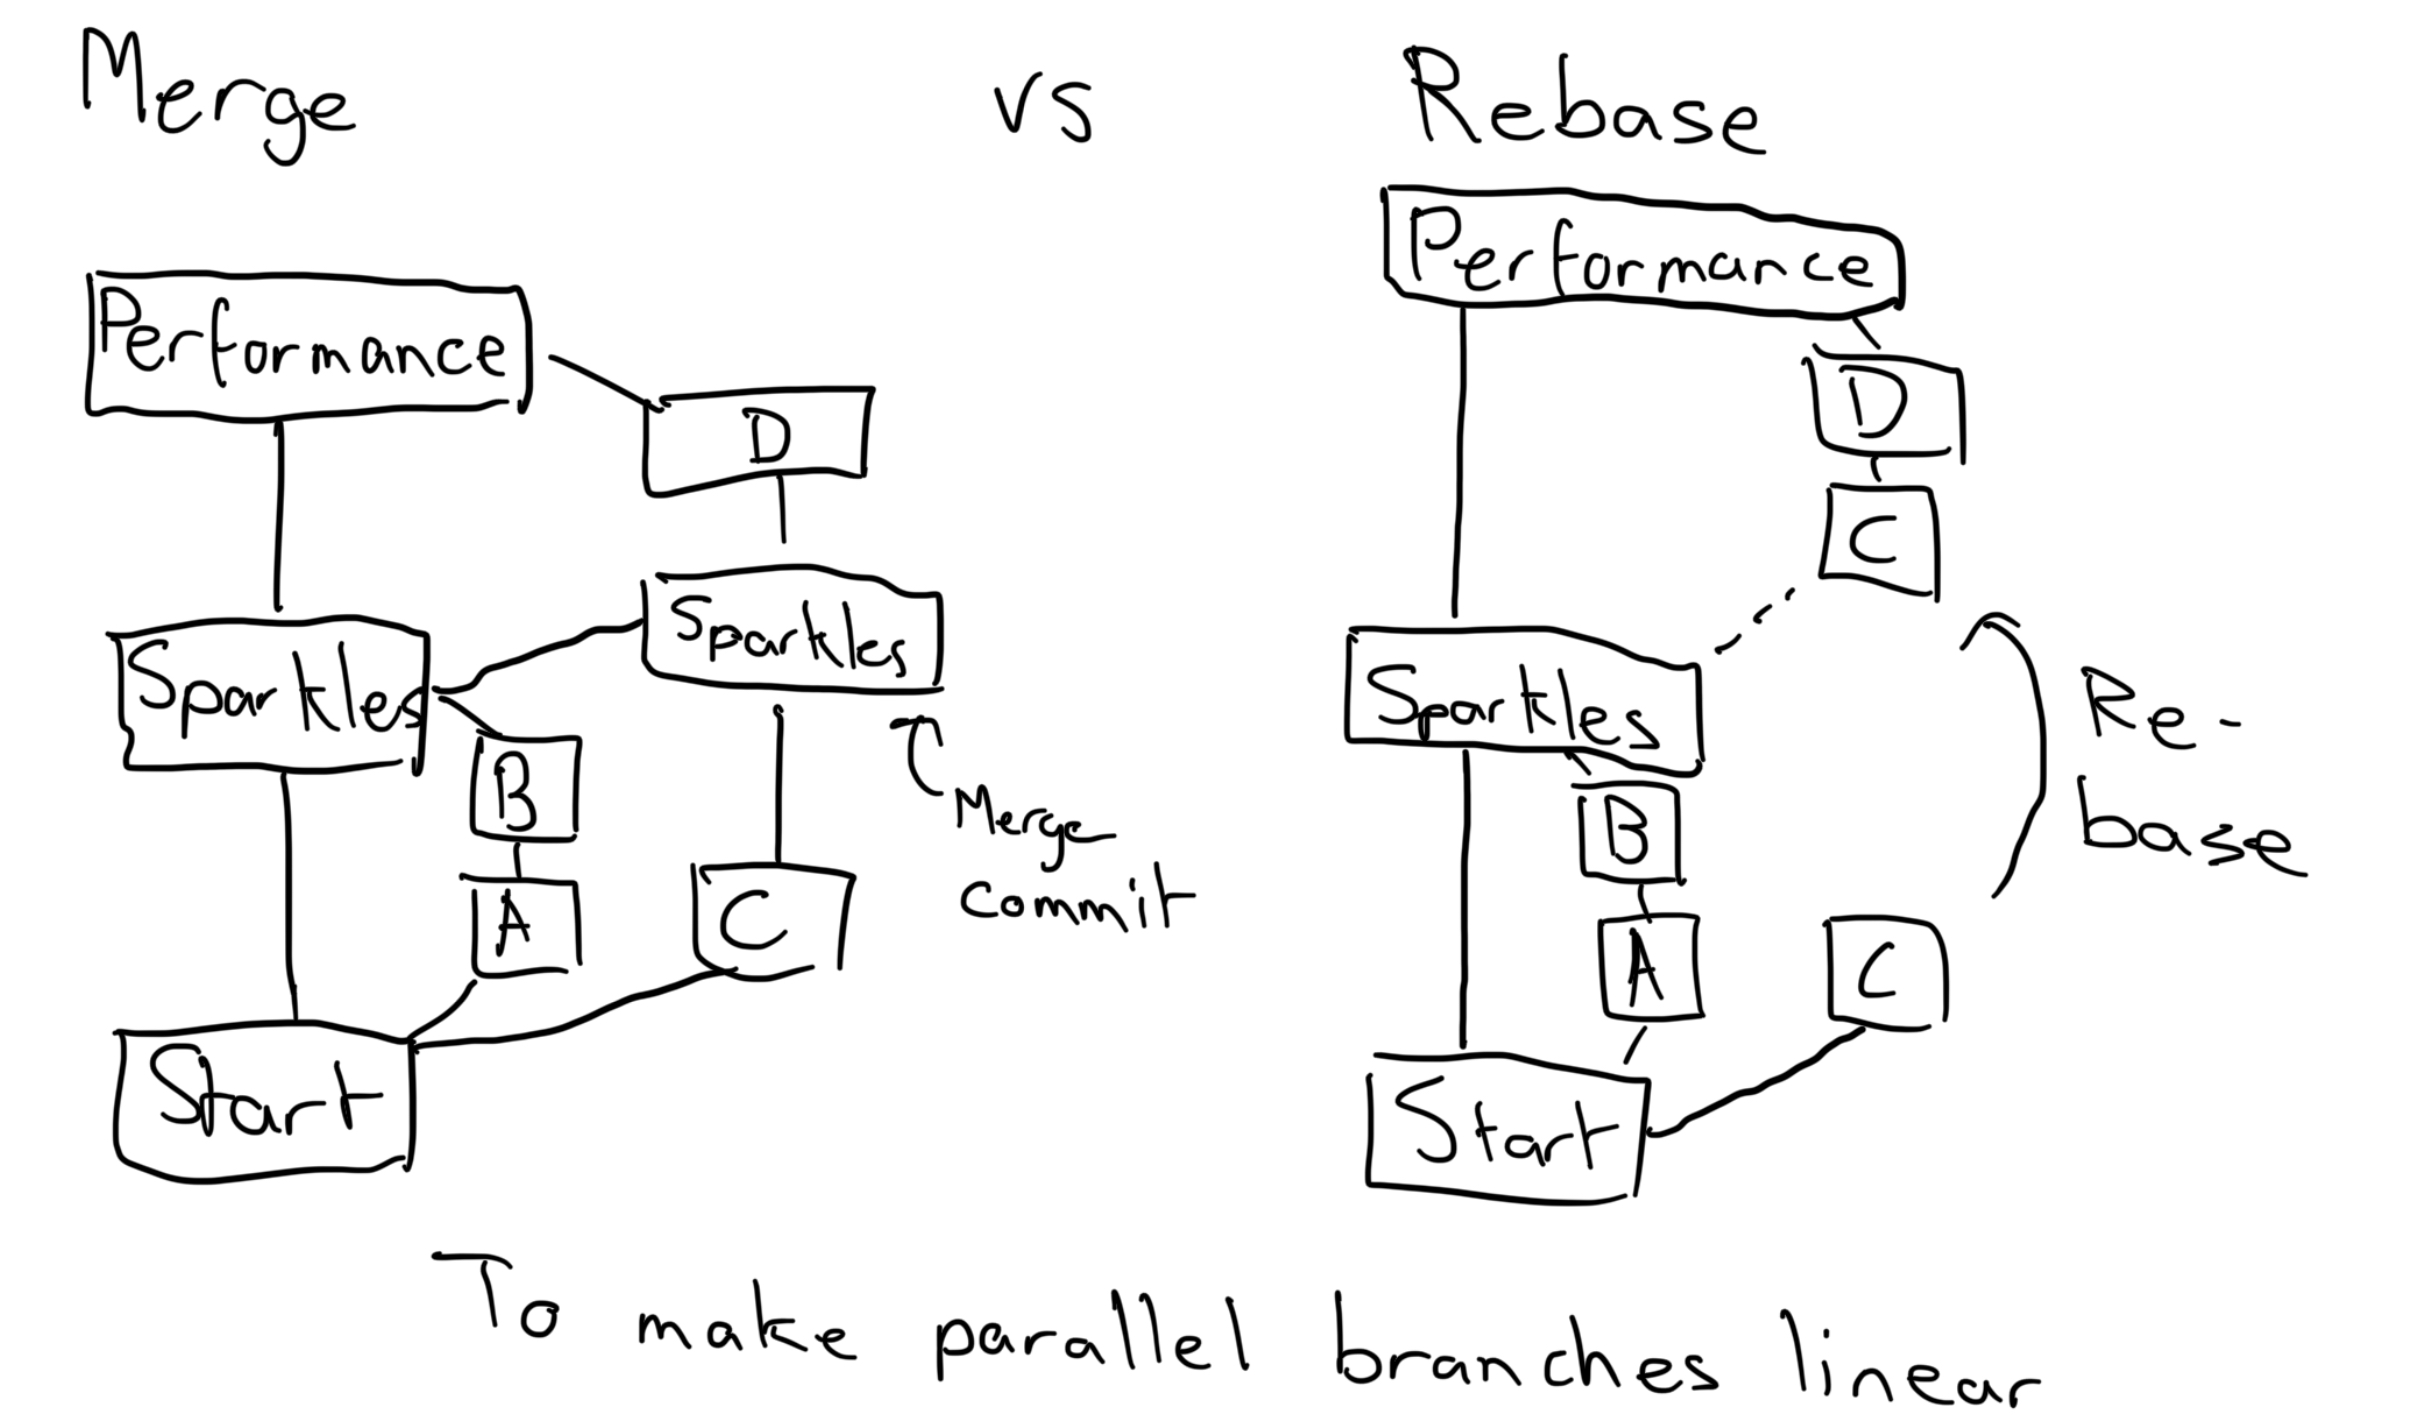 Merge vs Rebase
Performance
D
Sparkles
Sparkles
B
A
C
Merge
commit
Start
Performance
D
C
Sparkles
B
A
C
Start
Re-
base
To make parallel branches linear